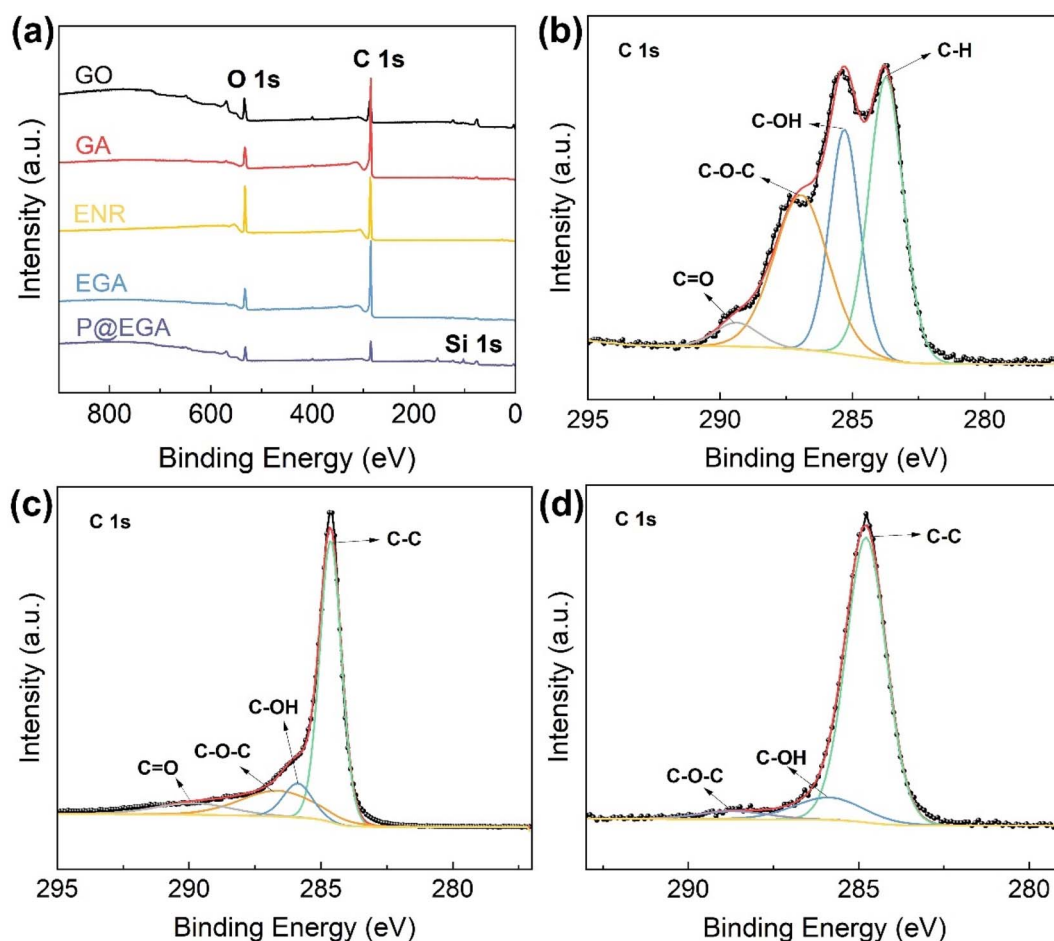 (a)
GO
GA
ENR
EGA
P@EGA
O 1s
C 1s
Si 1s
Intensity (a.u.)
800 600 400 200 0
Binding Energy (eV)
(b)
C 1s
C-H
C-OH
C-O-C
C=O
Intensity (a.u.)
295 290 285 280
Binding Energy (eV)
(c)
C 1s
C-C
C-OH
C-O-C
C=O
Intensity (a.u.)
295 290 285 280
Binding Energy (eV)
(d)
C 1s
C-C
C-OH
C-O-C
Intensity (a.u.)
290 285 280
Binding Energy (eV)